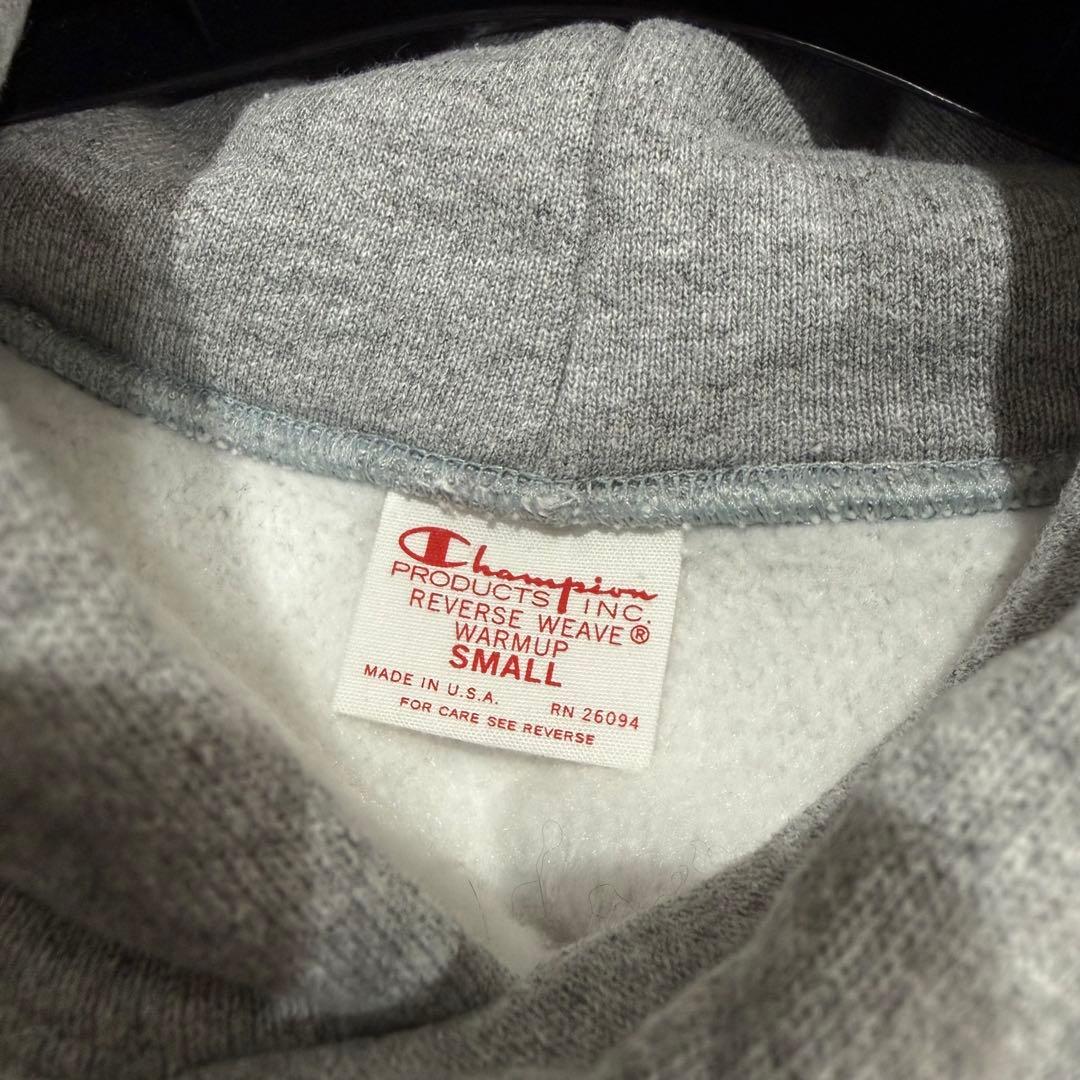 Champion
PRODUCTS INC.
REVERSE WEAVE®
WARMUP
SMALL
MADE IN U.S.A. RN 26094
FOR CARE SEE REVERSE